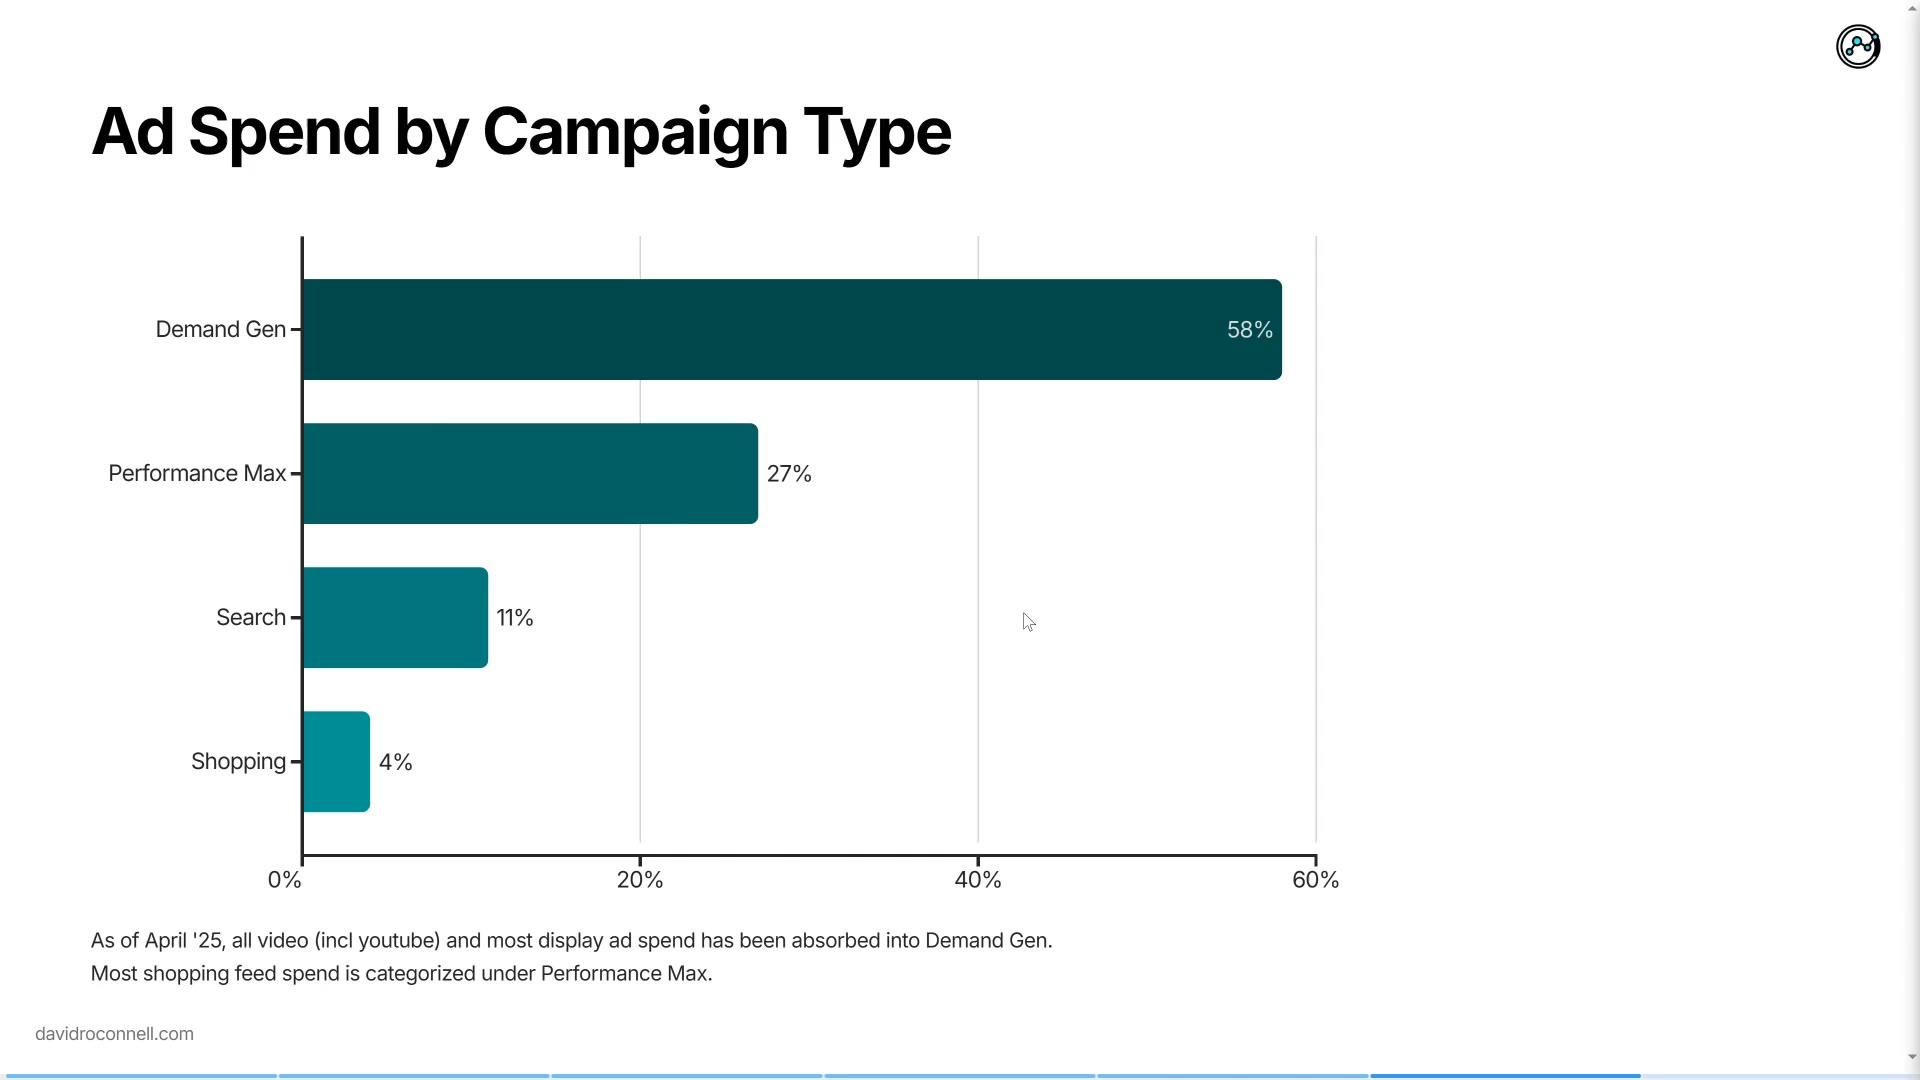 Ad Spend by Campaign Type
Demand Gen
58%
Performance Max
27%
Search
11%
Shopping
4%
0%
20%
40%
60%
As of April '25, all video (incl youtube) and most display ad spend has been absorbed into Demand Gen.
Most shopping feed spend is categorized under Performance Max.
davidroconnell.com